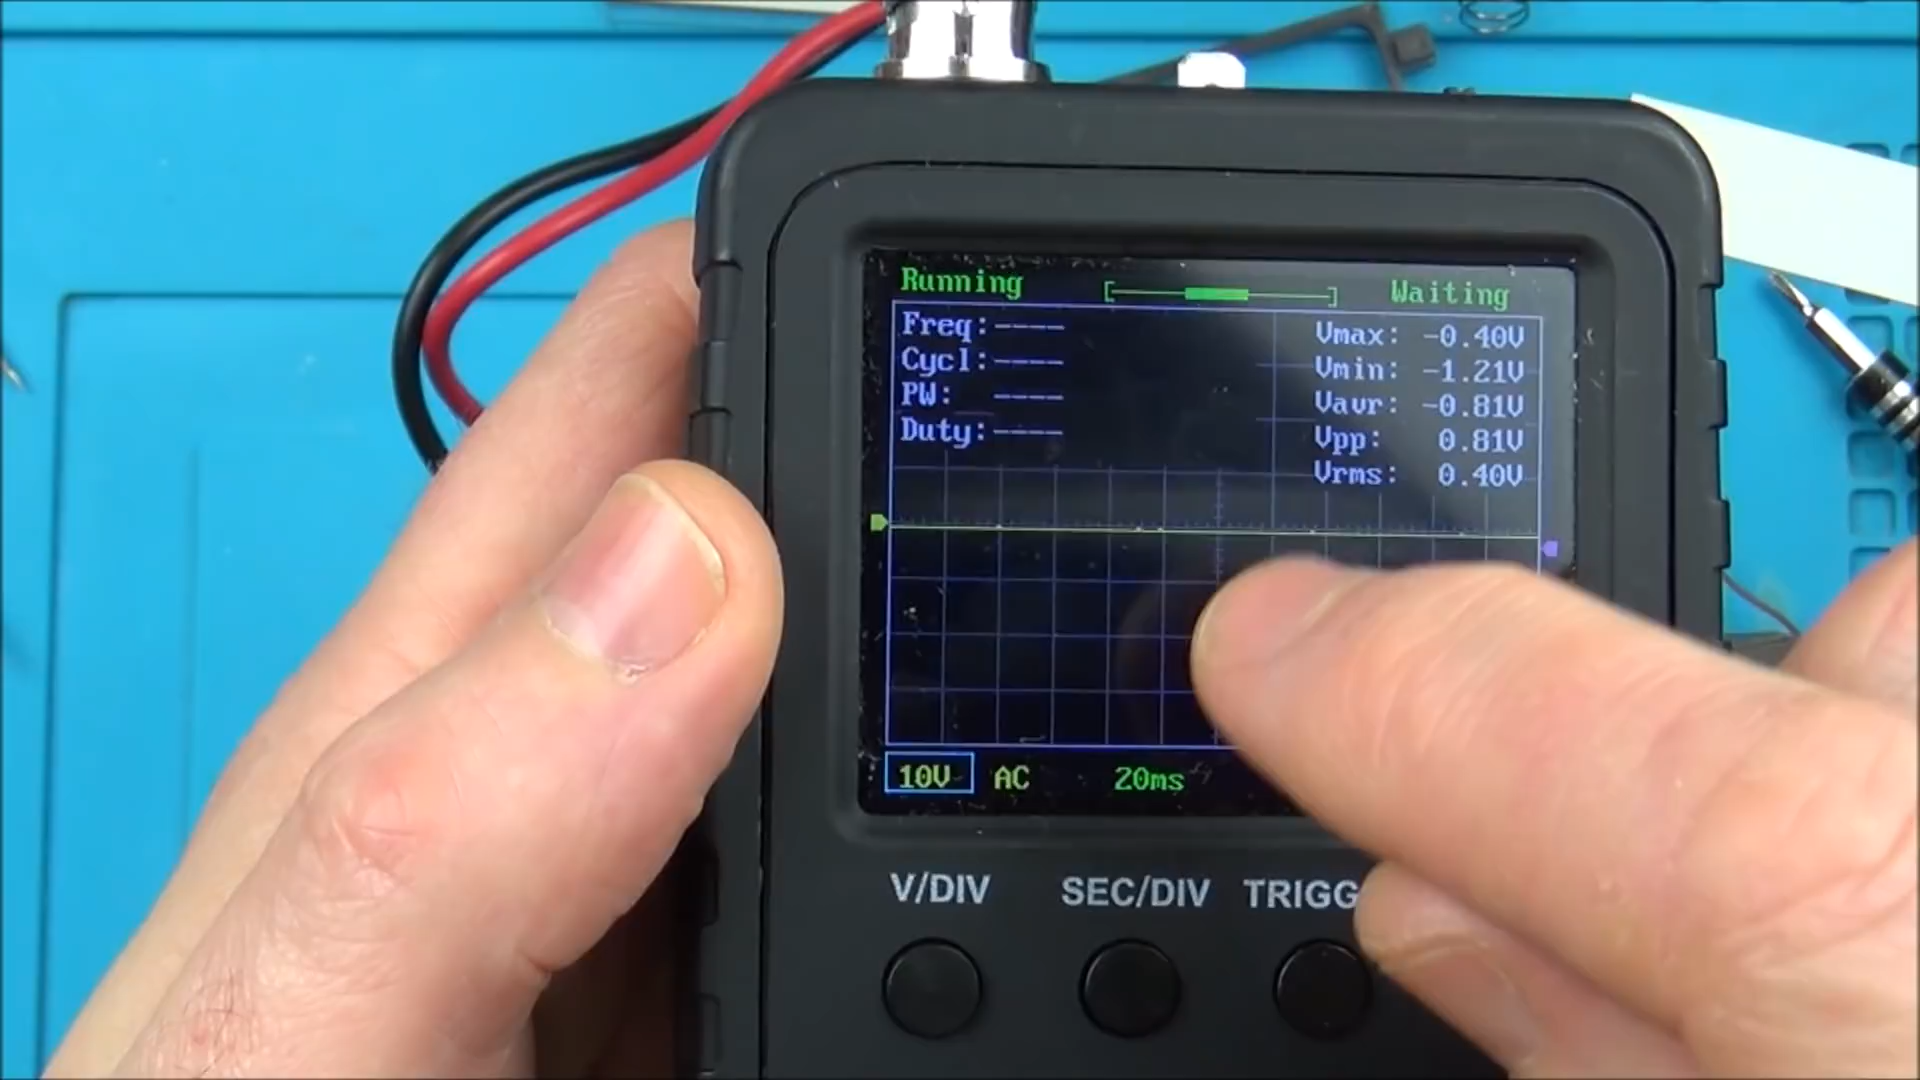 Running Waiting
Freq:---- Vmax: -0.40V
Cycl:---- Vmin: -1.21V
PW: ---- Vavr: -0.81V
Duty:---- Vpp: 0.81V
Vrms: 0.40V
10V AC 20ms
V/DIV SEC/DIV TRIGG